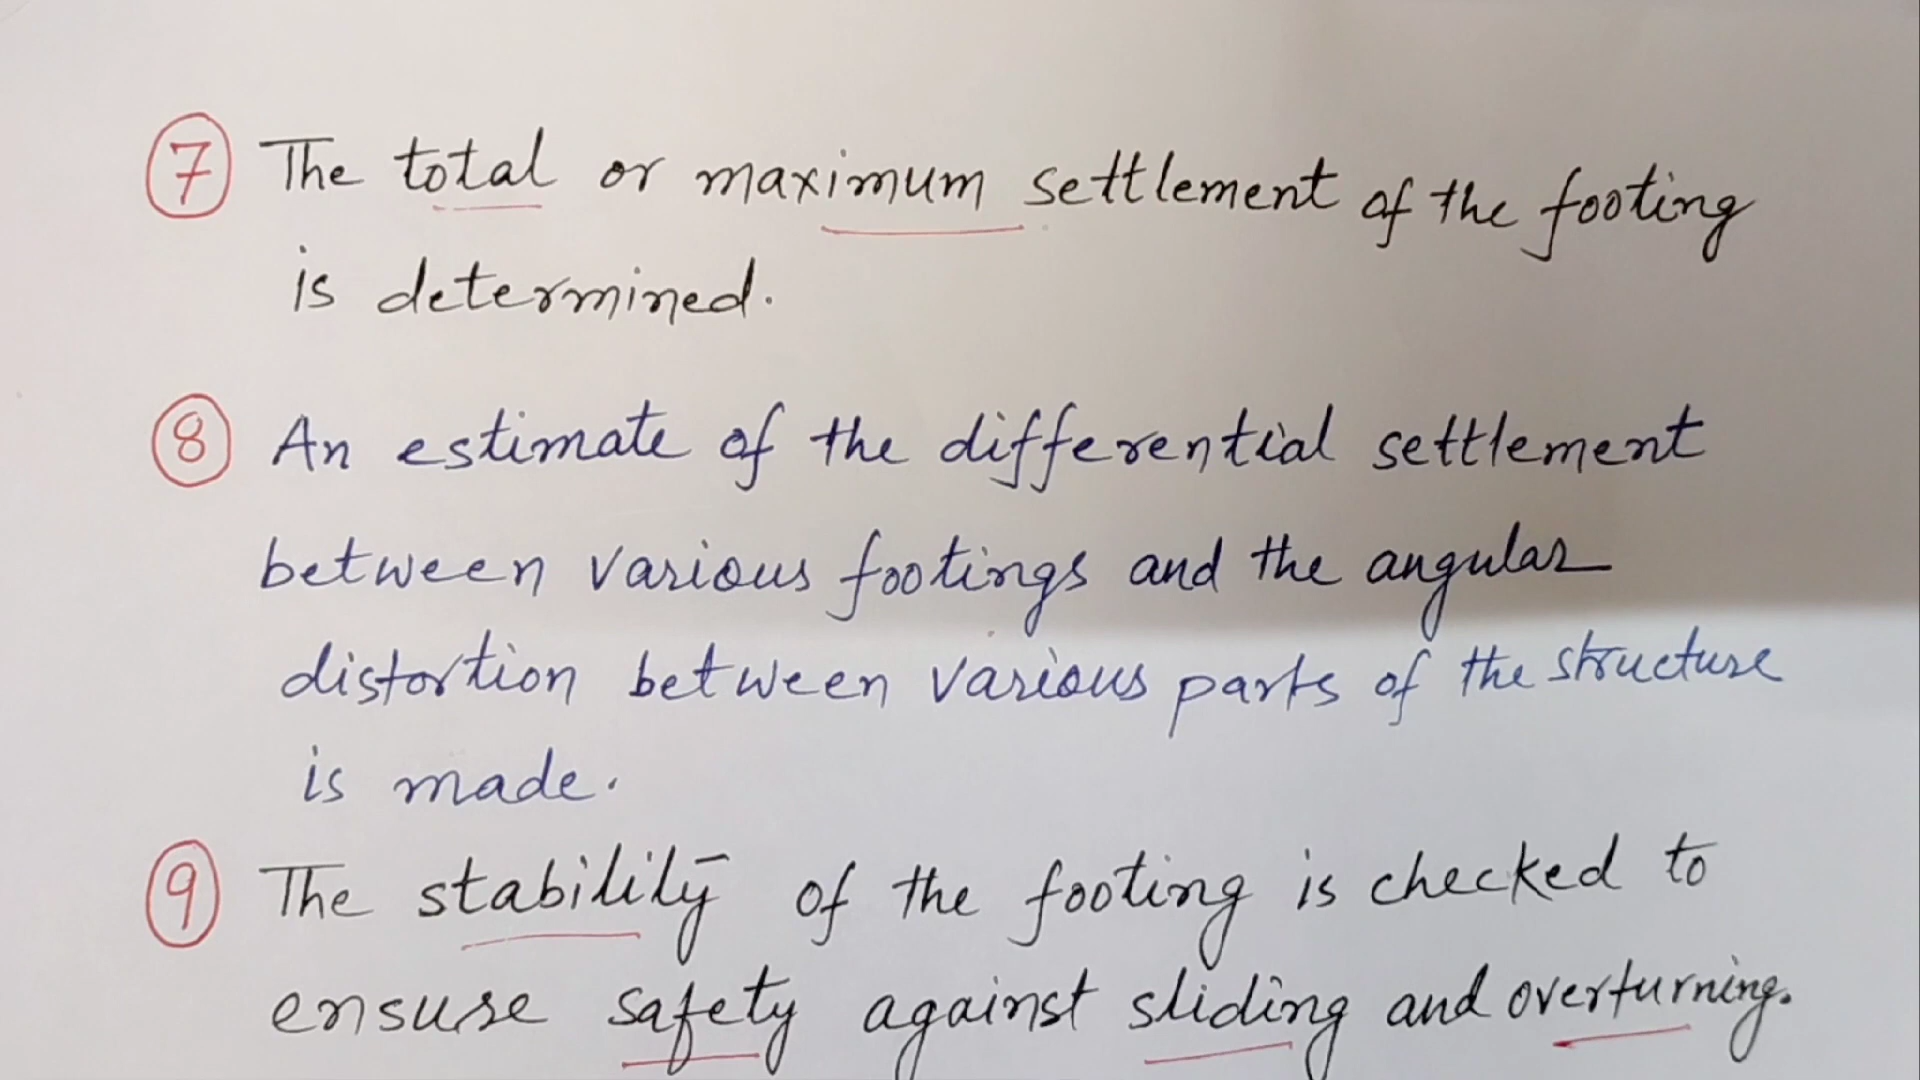 7 The total or maximum settlement of the footing
is determined.
8 An estimate of the differential settlement
between various footings and the angular
distortion between various parts of the structure
is made.
9 The stability of the footing is checked to
ensure safety against sliding and overturning.